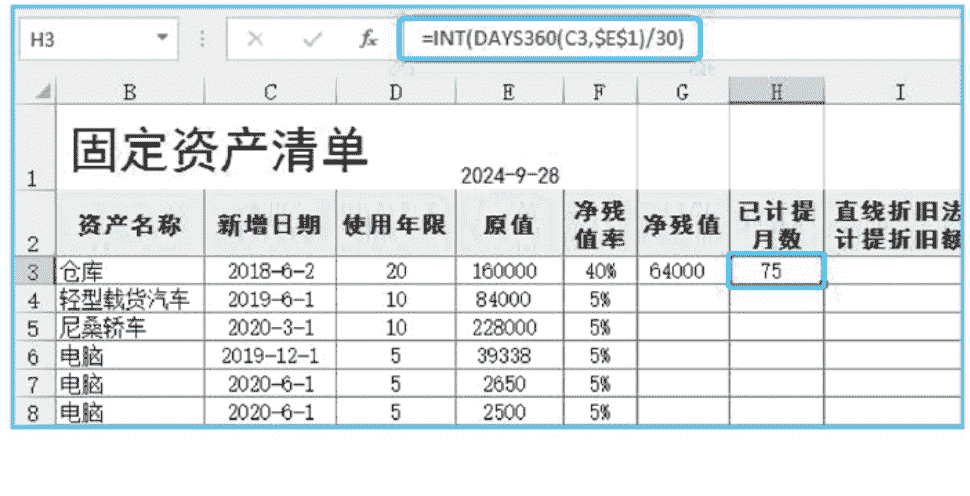 H3 fx =INT(DAYS360(C3,$E$1)/30)
B C D E F G H I
1 固定资产清单 2024-9-28
2 资产名称 新增日期 使用年限 原值 净残值率 净残值 已计提月数 直线折旧法计提折旧额
3 仓库 2018-6-2 20 160000 40% 64000 75
4 轻型载货汽车 2019-6-1 10 84000 5%
5 尼桑轿车 2020-3-1 10 228000 5%
6 电脑 2019-12-1 5 39338 5%
7 电脑 2020-6-1 5 2650 5%
8 电脑 2020-6-1 5 2500 5%